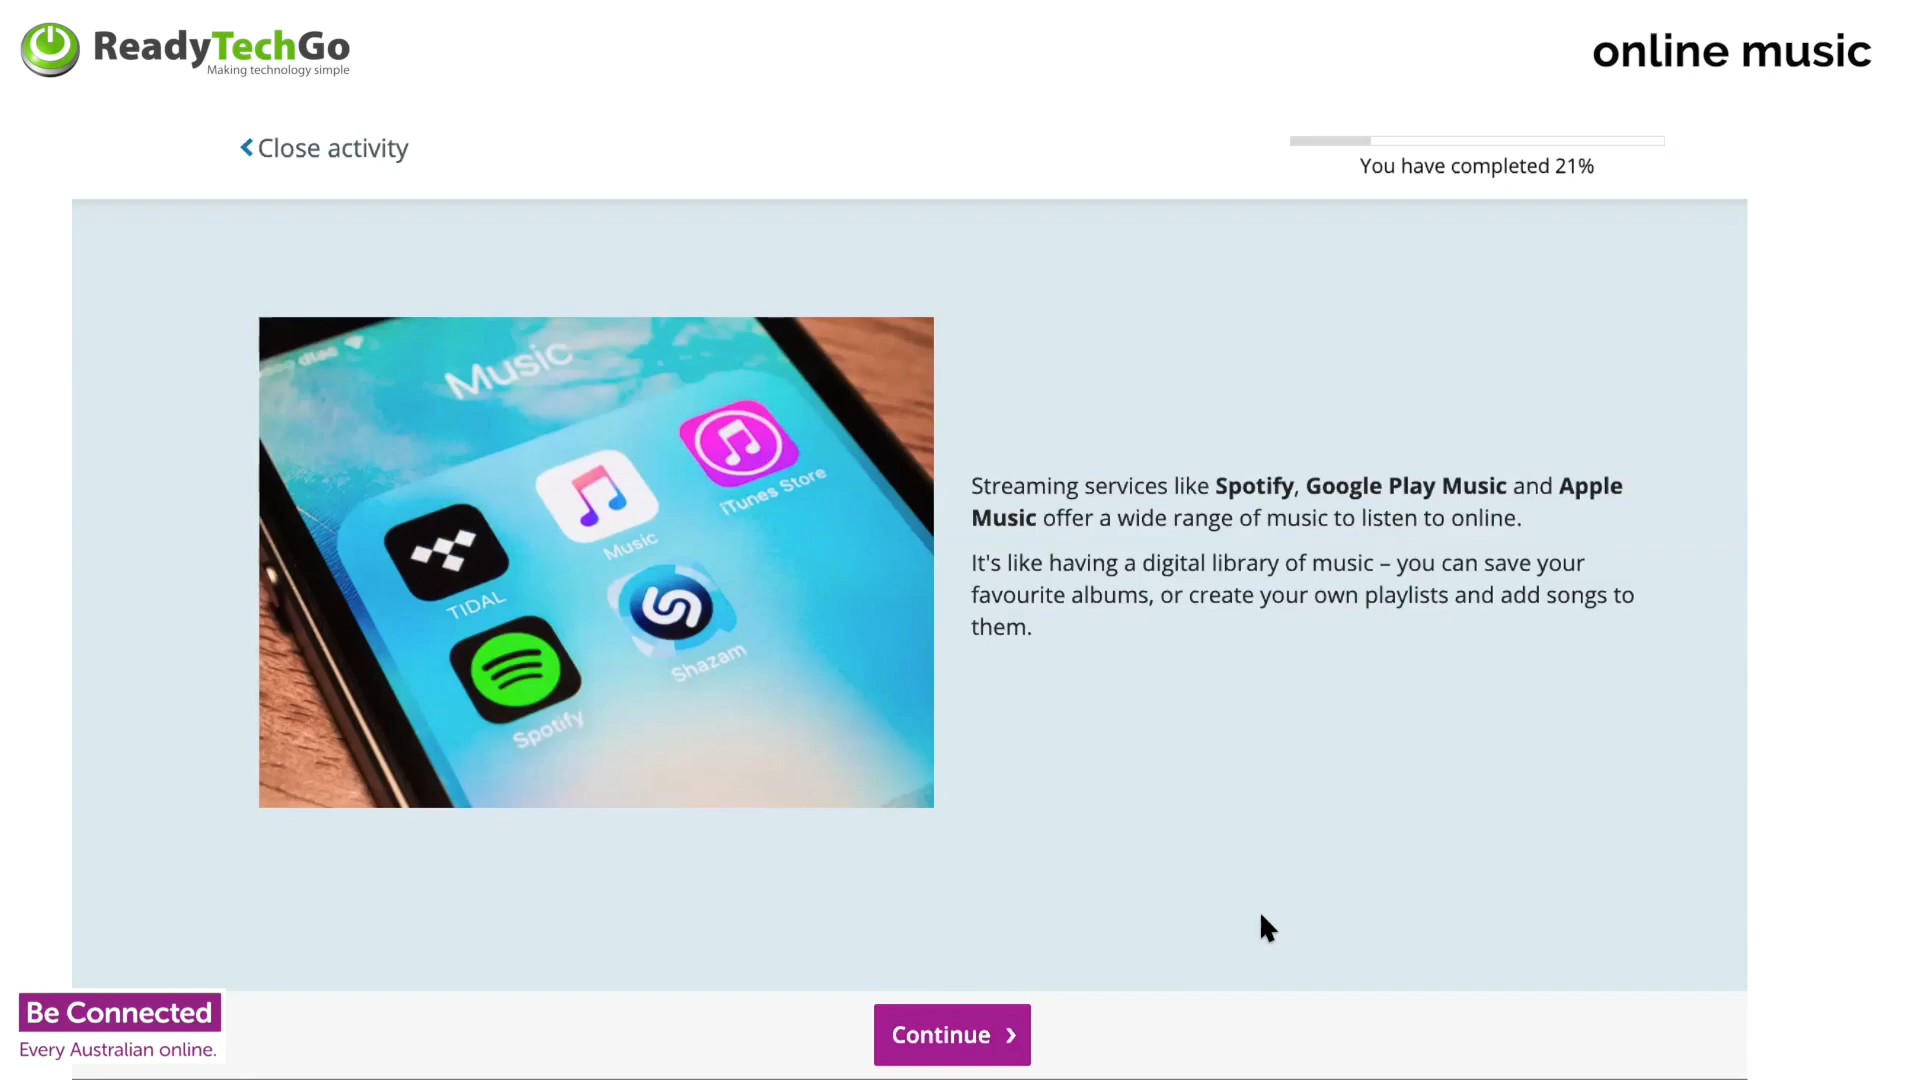 ReadyTechGo
Making technology simple
online music
Close activity
You have completed 21%
Music
iTunes Store
Music
TIDAL
Shazam
Spotify
Streaming services like Spotify, Google Play Music and Apple
Music offer a wide range of music to listen to online.
It's like having a digital library of music – you can save your
favourite albums, or create your own playlists and add songs to
them.
Be Connected
Every Australian online.
Continue